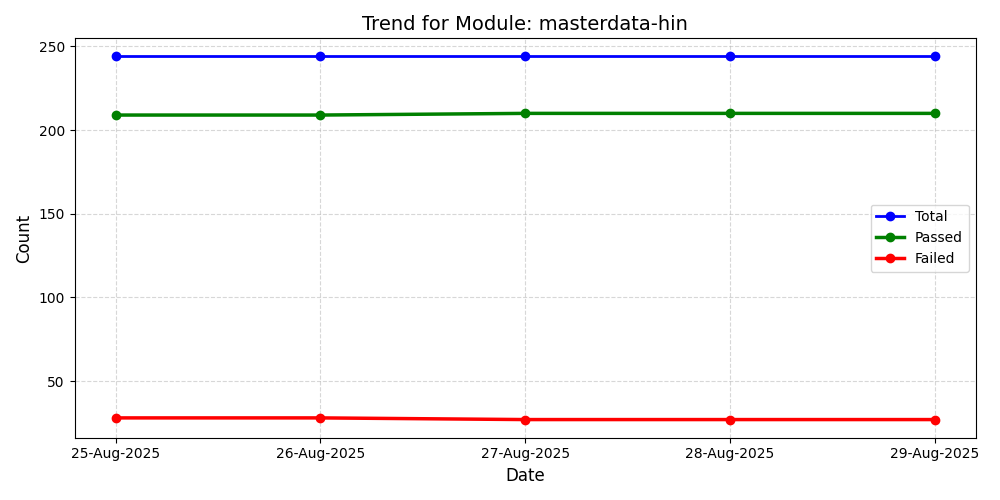 Trend for Module: masterdata-hin
250
200
150
100
50
Count
Total
Passed
Failed
25-Aug-2025 26-Aug-2025 27-Aug-2025 28-Aug-2025 29-Aug-2025
Date